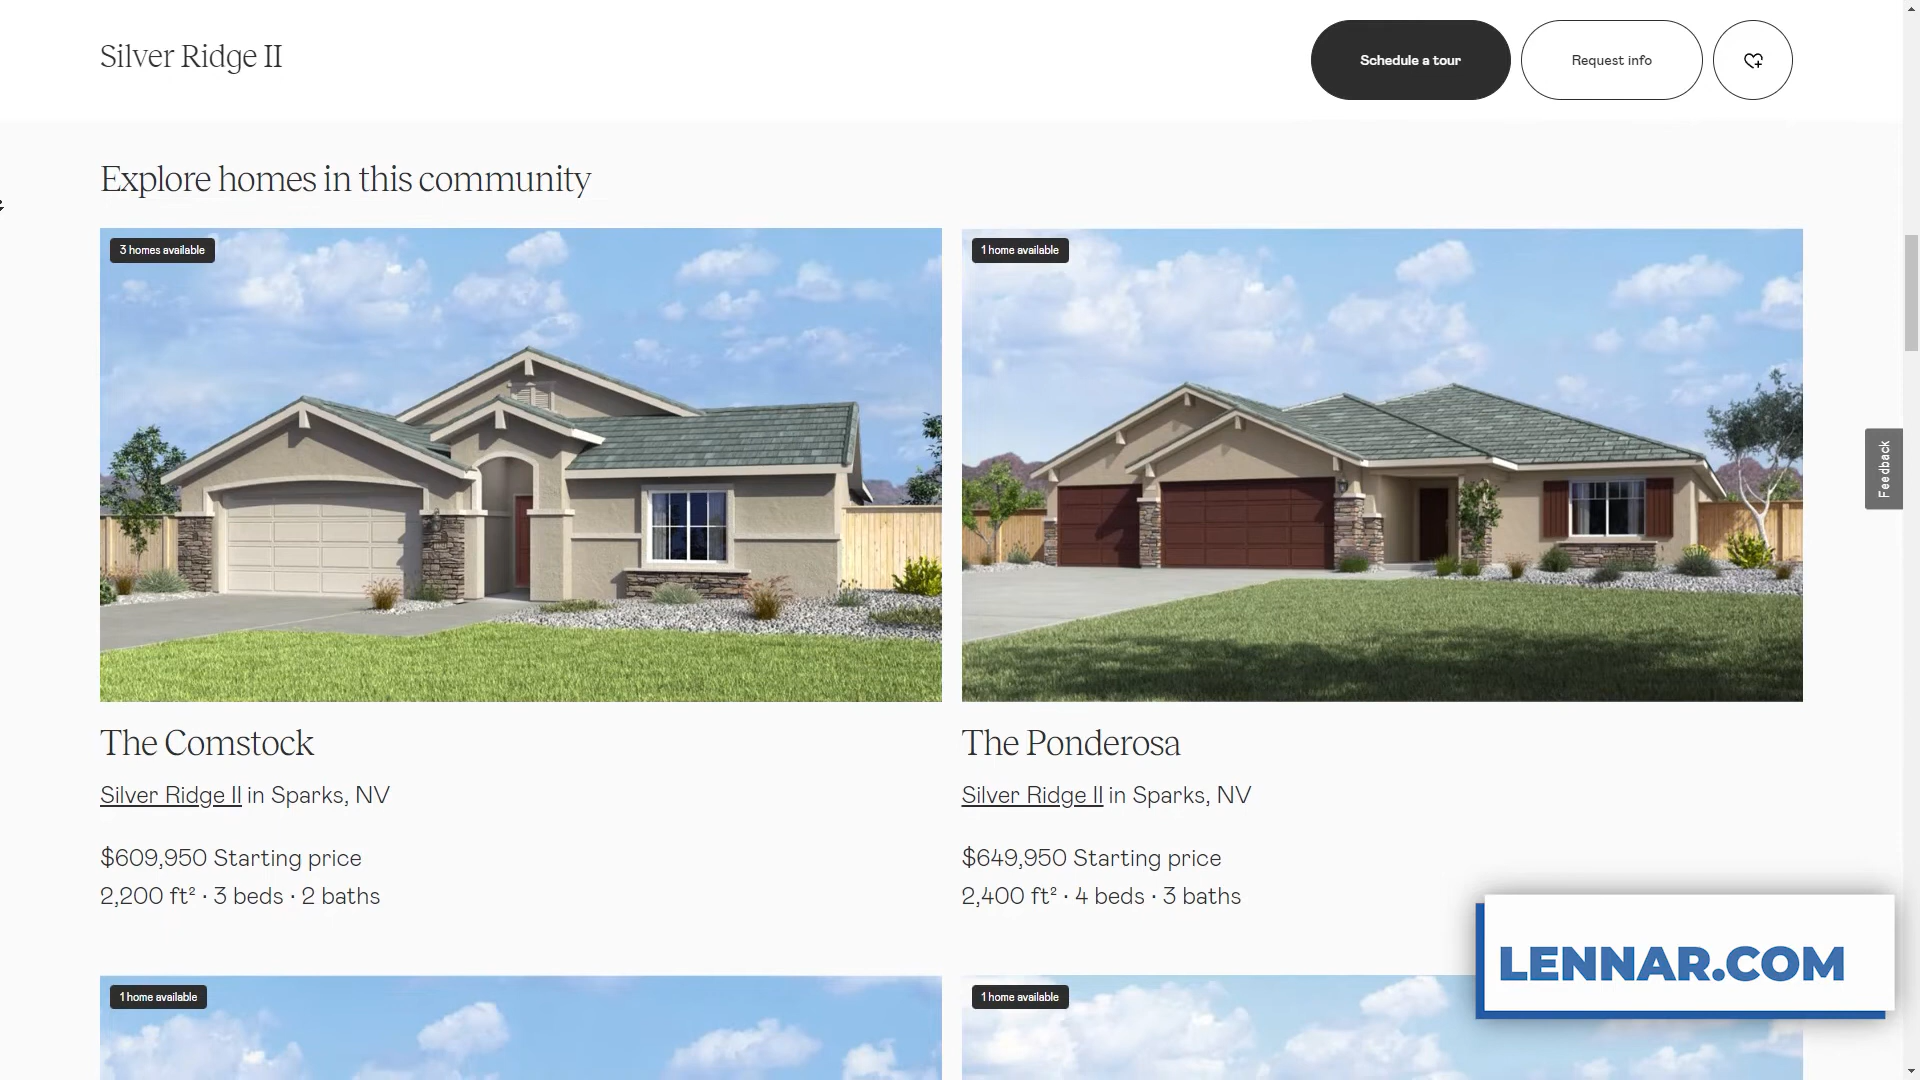 Silver Ridge II
Schedule a tour
Request info
Explore homes in this community
3 homes available
1 home available
Feedback
The Comstock
Silver Ridge II in Sparks, NV
$609,950 Starting price
2,200 ft² · 3 beds · 2 baths
The Ponderosa
Silver Ridge II in Sparks, NV
$649,950 Starting price
2,400 ft² · 4 beds · 3 baths
LENNAR.COM
1 home available
1 home available